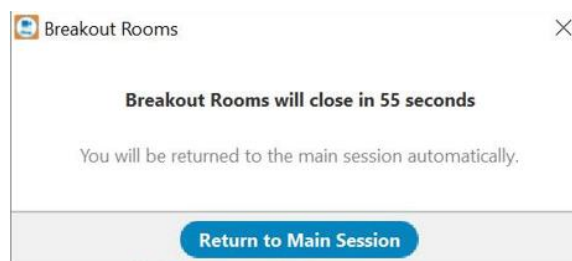 Breakout Rooms
Breakout Rooms will close in 55 seconds
You will be returned to the main session automatically.
Return to Main Session